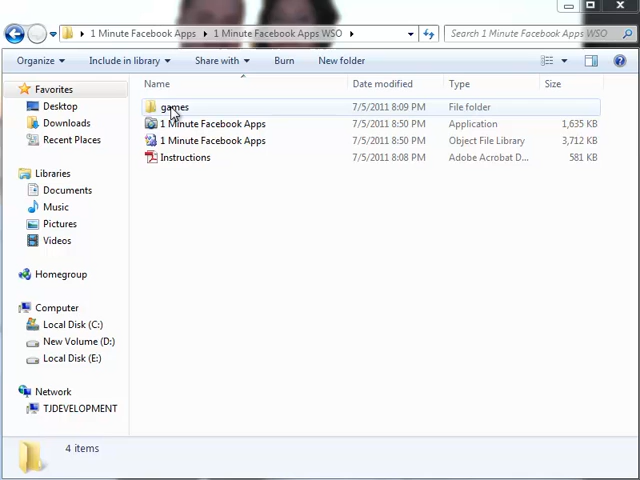 1 Minute Facebook Apps 1 Minute Facebook Apps WSO Search 1 Minute Facebook Apps WSO
Organize Include in library Share with Burn New folder
Favorites
Desktop
Downloads
Recent Places
Libraries
Documents
Music
Pictures
Videos
Homegroup
Computer
Local Disk (C:)
New Volume (D:)
Local Disk (E:)
Network
TJDEVELOPMENT
Name Date modified Type Size
games 7/5/2011 8:09 PM File folder
1 Minute Facebook Apps 7/5/2011 8:50 PM Application 1,635 KB
1 Minute Facebook Apps 7/5/2011 8:50 PM Object File Library 3,712 KB
Instructions 7/5/2011 8:08 PM Adobe Acrobat D... 581 KB
4 items